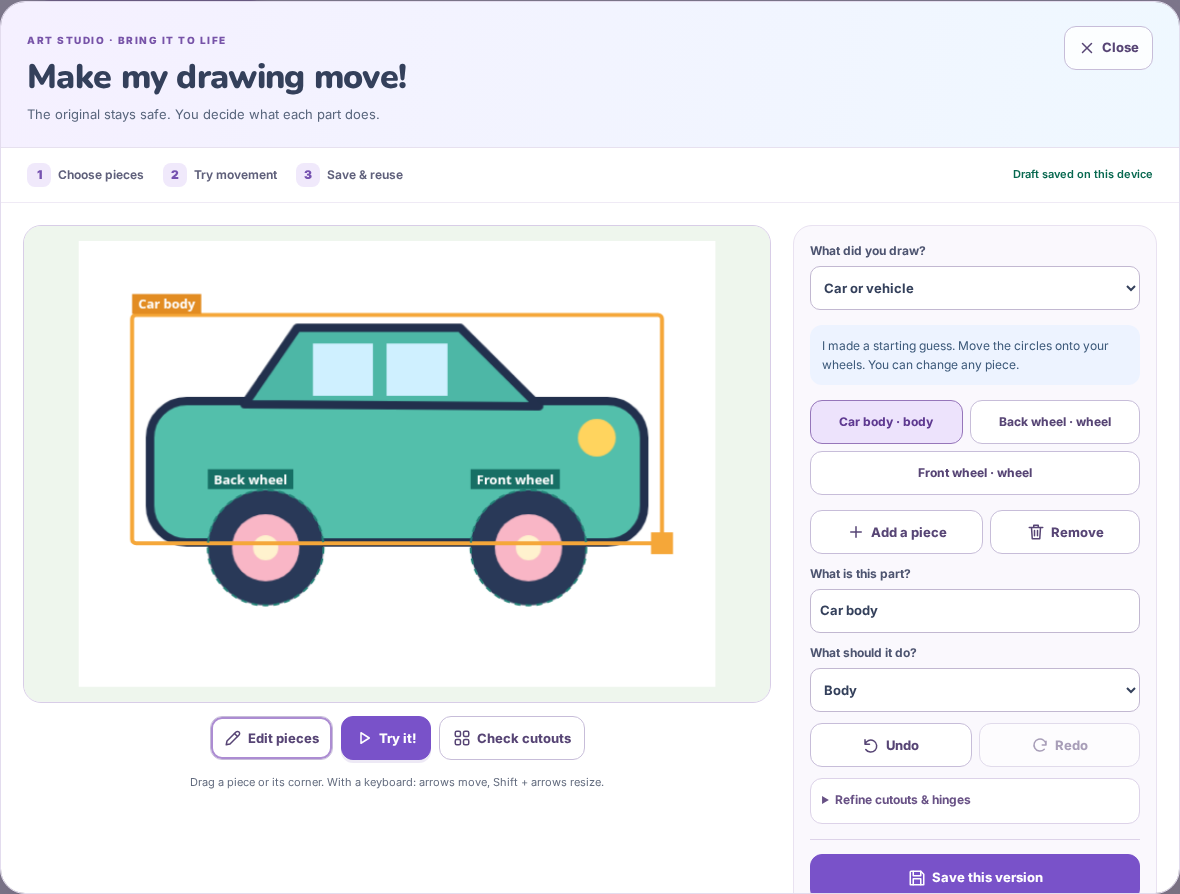 ART STUDIO · BRING IT TO LIFE
Make my drawing move!
The original stays safe. You decide what each part does.
Close
1 Choose pieces
2 Try movement
3 Save & reuse
Draft saved on this device
Car body
Back wheel
Front wheel
Edit pieces
Try it!
Check cutouts
Drag a piece or its corner. With a keyboard: arrows move, Shift + arrows resize.
What did you draw?
Car or vehicle
I made a starting guess. Move the circles onto your
wheels. You can change any piece.
Car body · body
Back wheel · wheel
Front wheel · wheel
Add a piece
Remove
What is this part?
Car body
What should it do?
Body
Undo
Redo
Refine cutouts & hinges
Save this version